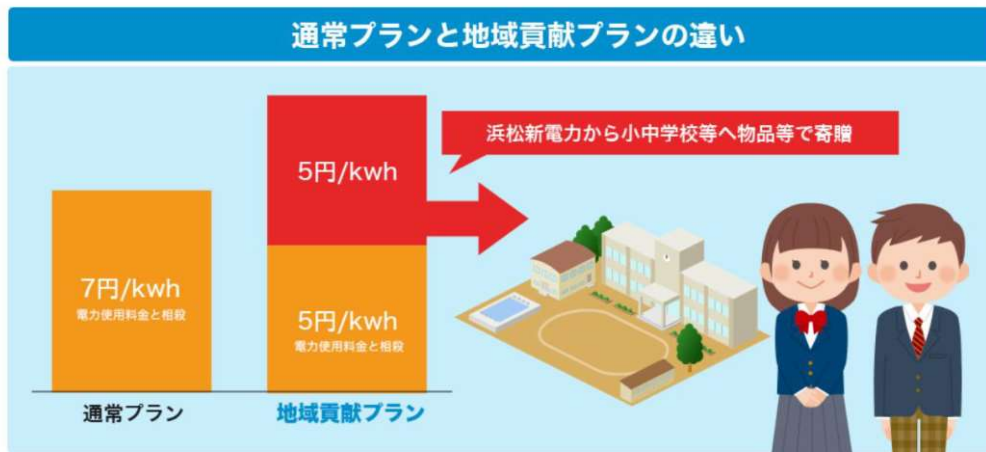 通常プランと地域貢献プランの違い
浜松新電力から小中学校等へ物品等で寄贈
5円/kwh
7円/kwh
電力使用料金と相殺
5円/kwh
電力使用料金と相殺
通常プラン
地域貢献プラン